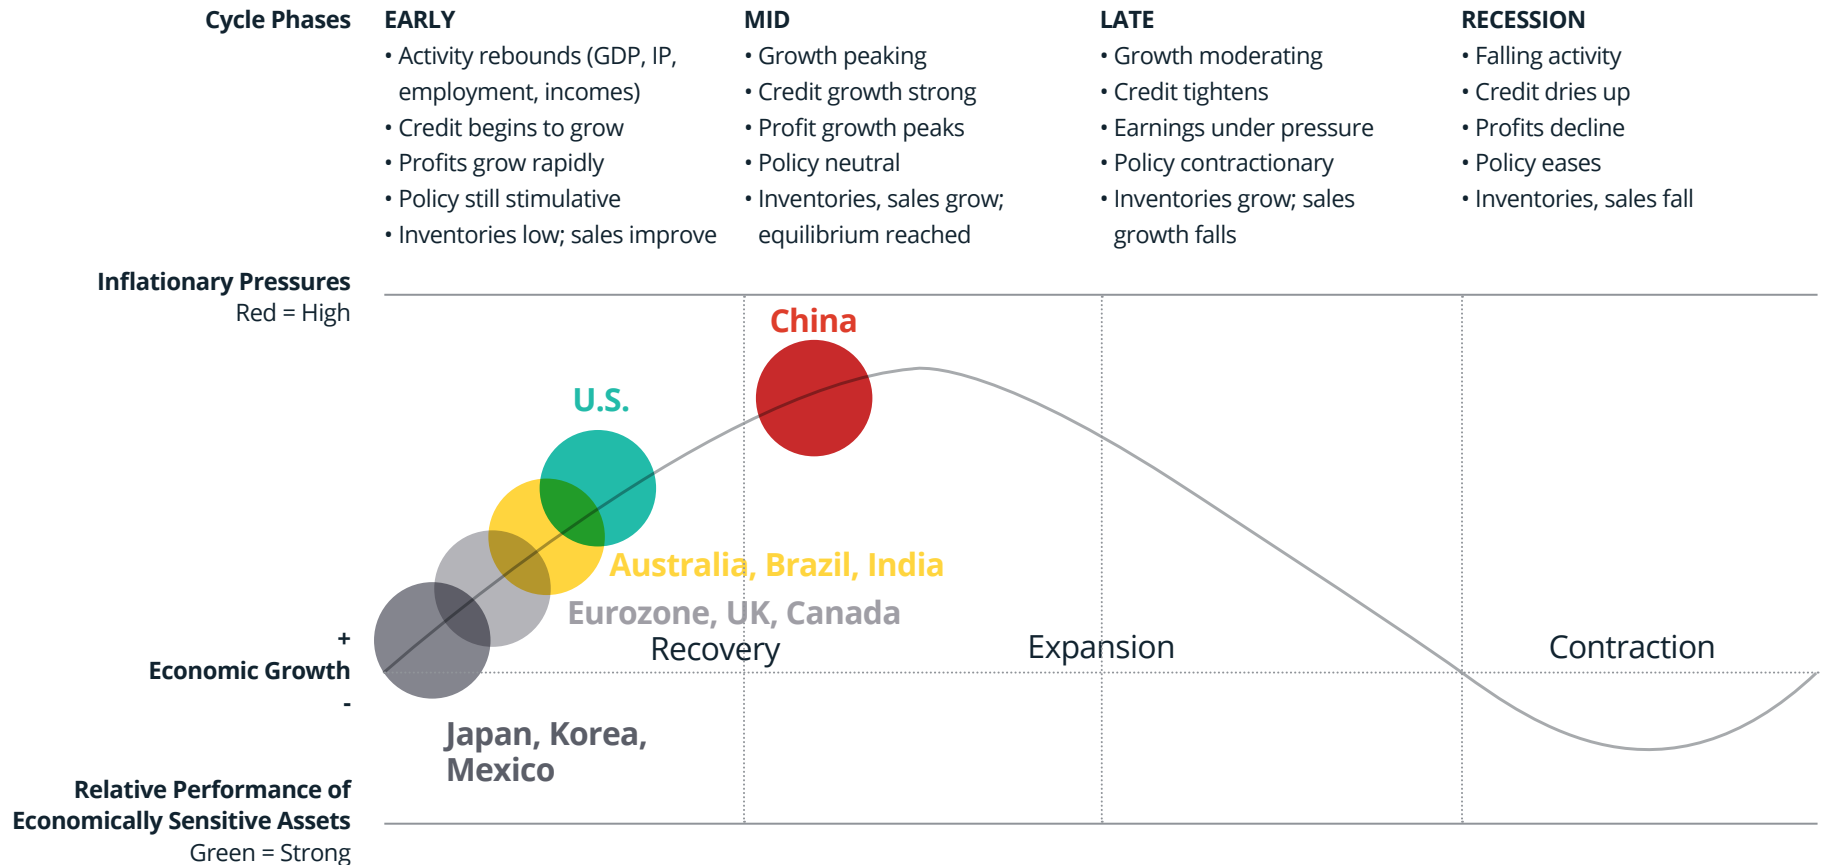 Cycle Phases
EARLY
• Activity rebounds (GDP, IP,
employment, incomes)
• Credit begins to grow
• Profits grow rapidly
• Policy still stimulative
• Inventories low; sales improve
MID
• Growth peaking
• Credit growth strong
• Profit growth peaks
• Policy neutral
• Inventories, sales grow;
equilibrium reached
LATE
• Growth moderating
• Credit tightens
• Earnings under pressure
• Policy contractionary
• Inventories grow; sales
growth falls
RECESSION
• Falling activity
• Credit dries up
• Profits decline
• Policy eases
• Inventories, sales fall
Inflationary Pressures
Red = High
China
U.S.
Australia, Brazil, India
Eurozone, UK, Canada
Recovery
Expansion
Contraction
+
Economic Growth
-
Japan, Korea,
Mexico
Relative Performance of
Economically Sensitive Assets
Green = Strong